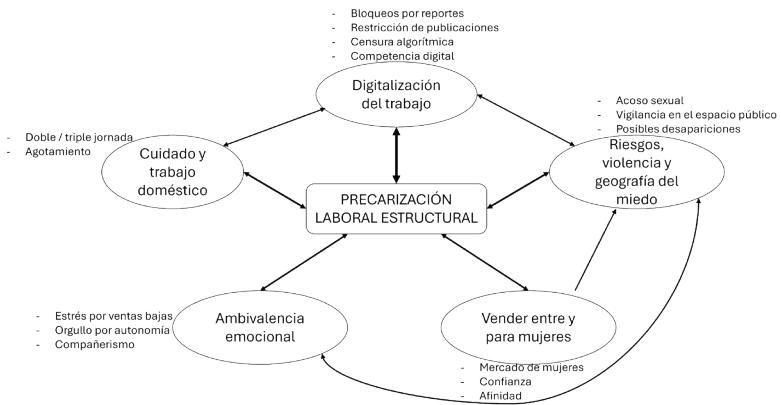 - Bloqueos por reportes
- Restricción de publicaciones
- Censura algorítmica
- Competencia digital
Digitalización
del trabajo
- Acoso sexual
- Vigilancia en el espacio público
- Posibles desapariciones
Riesgos,
violencia y
geografía del
miedo
- Doble / triple jornada
- Agotamiento
Cuidado y
trabajo
doméstico
PRECARIZACIÓN
LABORAL ESTRUCTURAL
- Estrés por ventas bajas
- Orgullo por autonomía
- Compañerismo
Ambivalencia
emocional
Vender entre y
para mujeres
- Mercado de mujeres
- Confianza
- Afinidad